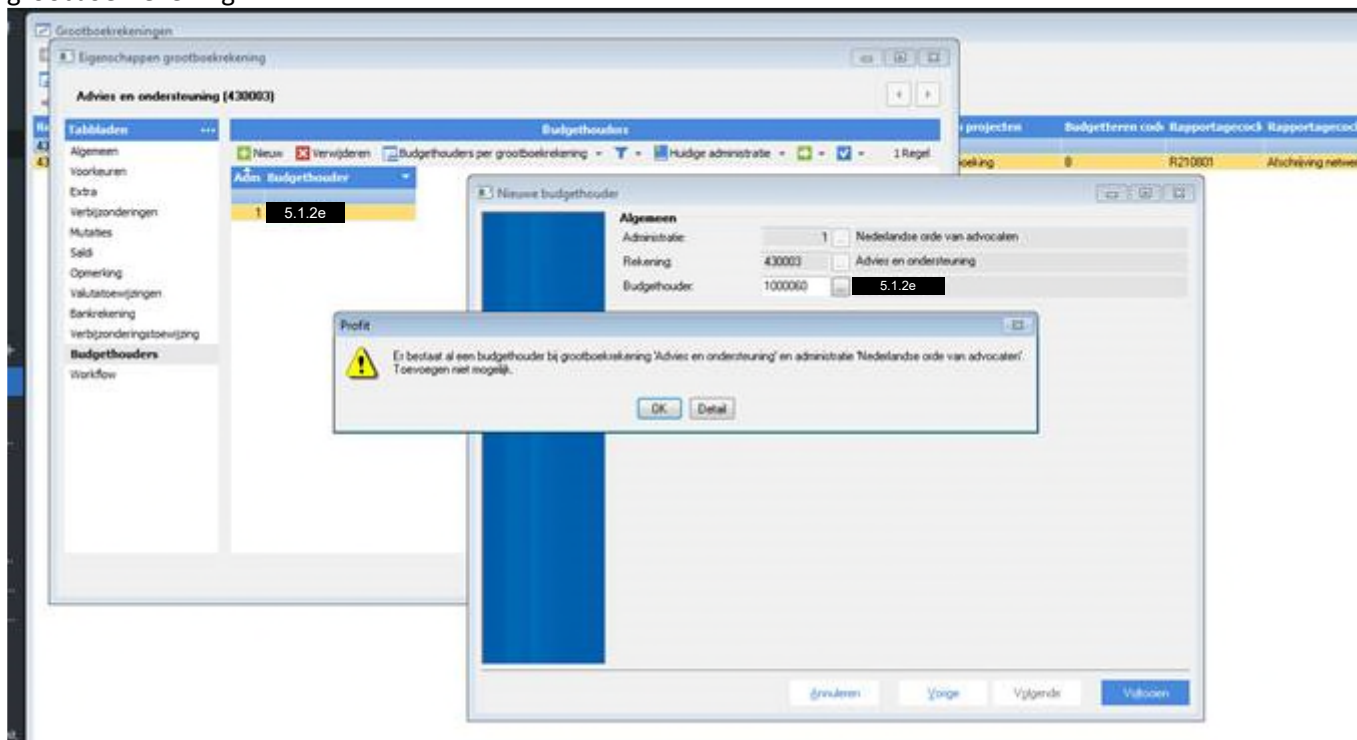 Grootboekrekeningen
Eigenschappen grootboekrekening
Advies en ondersteuning (430003)
Tabbladen
Budgethouders
projecten Budgetteren code Rapportagecod Rapportagecod
Algemeen
Nieuw Verwijderen Budgethouders per grootboekrekening Huidige administratie 1 Regel
boeking 0 R210801 Afschrijving netwer
Voorkeuren
Adm Budgethouder
Extra
Nieuwe budgethouder
Verbijzonderingen
1 5.1.2e
Algemeen
Mutaties
Administratie: 1 ... Nederlandse orde van advocaten
Saldi
Rekening: 430003 ... Advies en ondersteuning
Opmerking
Budgethouder: 1000060 ... 5.1.2e
Valutatoewijzingen
Bankrekening
Verbijzonderingstoewijzing
Budgethouders
Workflow
Profit
Er bestaat al een budgethouder bij grootboekrekening 'Advies en ondersteuning' en administratie 'Nederlandse orde van advocaten'.
Toevoegen niet mogelijk.
OK Detail
Annuleren Vorige Volgende Voltooien